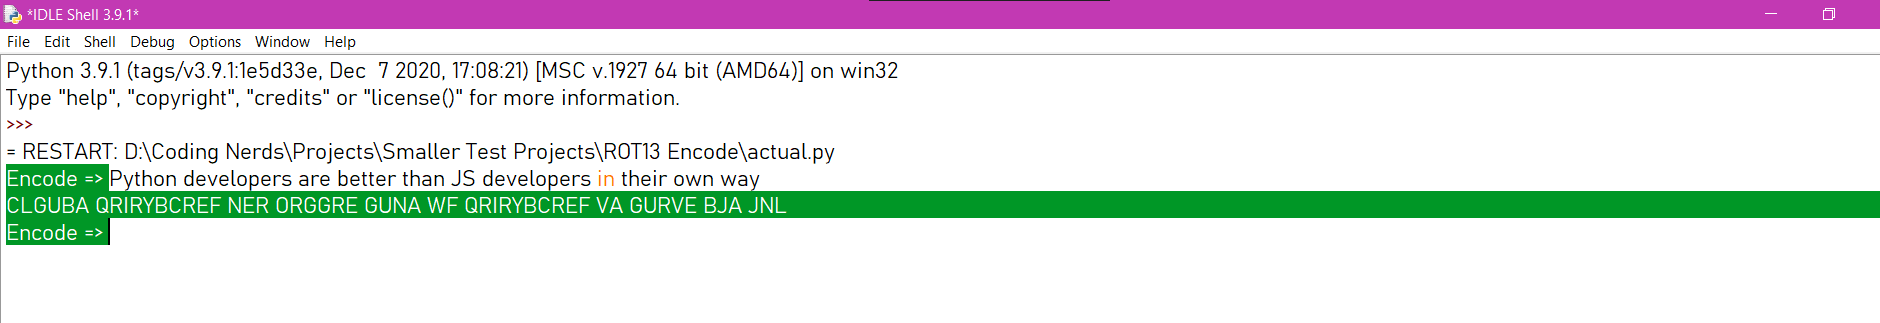 *IDLE Shell 3.9.1*
File Edit Shell Debug Options Window Help
Python 3.9.1 (tags/v3.9.1:1e5d33e, Dec  7 2020, 17:08:21) [MSC v.1927 64 bit (AMD64)] on win32
Type "help", "copyright", "credits" or "license()" for more information.
>>>
= RESTART: D:\Coding Nerds\Projects\Smaller Test Projects\ROT13 Encode\actual.py
Encode => Python developers are better than JS developers in their own way
CLGUBA QRIRYBCREF NER ORGGRE GUNA WF QRIRYBCREF VA GURVE BJA JNL
Encode =>